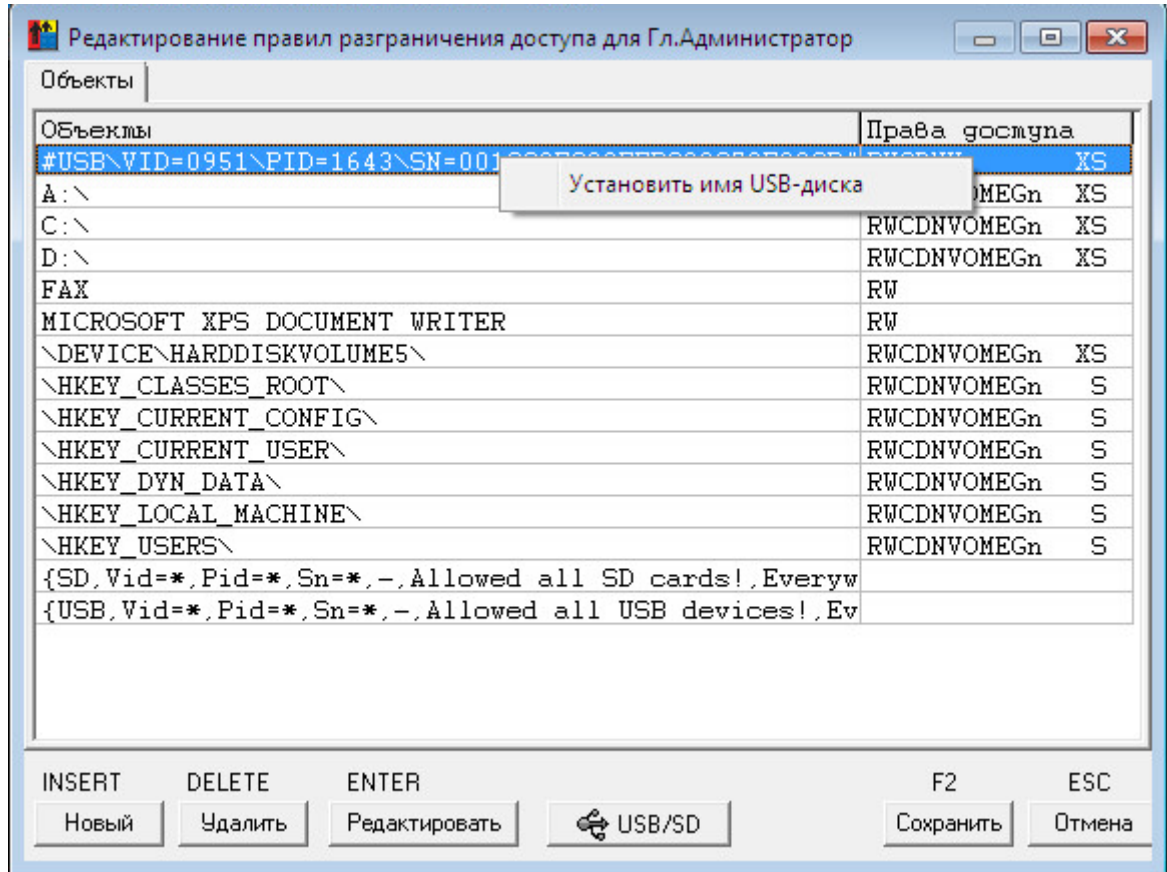 Редактирование правил разграничения доступа для Гл.Администратор
Объекты
Объекты Права доступа
#USB\VID=0951\PID=1643\SN=001 XS
Установить имя USB-диска
A:\ MEGn XS
C:\ RWCDNVOMEGn XS
D:\ RWCDNVOMEGn XS
FAX RW
MICROSOFT XPS DOCUMENT WRITER RW
\DEVICE\HARDDISKVOLUME5\ RWCDNVOMEGn XS
\HKEY_CLASSES_ROOT\ RWCDNVOMEGn S
\HKEY_CURRENT_CONFIG\ RWCDNVOMEGn S
\HKEY_CURRENT_USER\ RWCDNVOMEGn S
\HKEY_DYN_DATA\ RWCDNVOMEGn S
\HKEY_LOCAL_MACHINE\ RWCDNVOMEGn S
\HKEY_USERS\ RWCDNVOMEGn S
{SD,Vid=*,Pid=*,Sn=*,-,Allowed all SD cards!,Everyw
{USB,Vid=*,Pid=*,Sn=*,-,Allowed all USB devices!,Ev
INSERT DELETE ENTER F2 ESC
Новый Удалить Редактировать USB/SD Сохранить Отмена